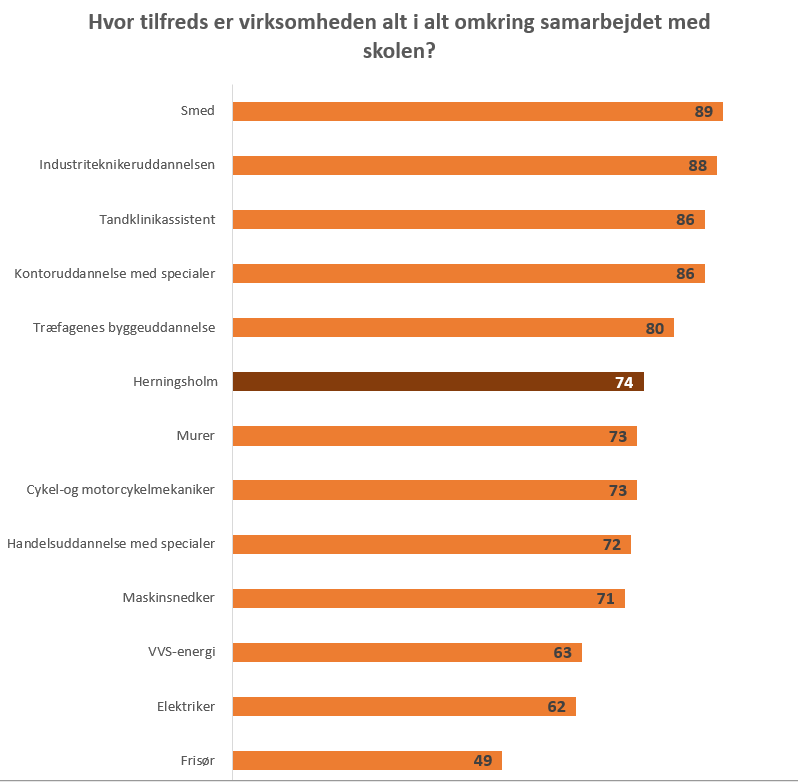 Hvor tilfreds er virksomheden alt i alt omkring samarbejdet med
skolen?
Smed 89
Industriteknikeruddannelsen 88
Tandklinikassistent 86
Kontoruddannelse med specialer 86
Træfagenes byggeuddannelse 80
Herningsholm 74
Murer 73
Cykel-og motorcykelmekaniker 73
Handelsuddannelse med specialer 72
Maskinsnedker 71
VVS-energi 63
Elektriker 62
Frisør 49